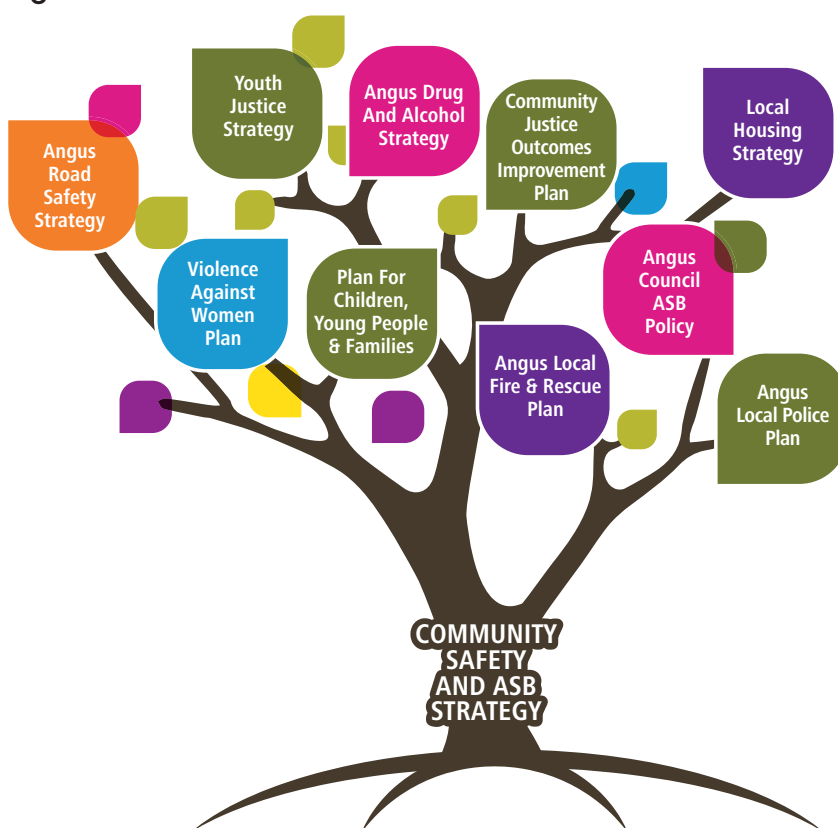 Youth
Justice
Strategy
Angus Drug
And Alcohol
Strategy
Community
Justice
Outcomes
Improvement
Plan
Local
Housing
Strategy
Angus
Road
Safety
Strategy
Violence
Against
Women
Plan
Plan For
Children,
Young People
& Families
Angus
Council
ASB
Policy
Angus Local
Fire & Rescue
Plan
Angus
Local Police
Plan
COMMUNITY
SAFETY
AND ASB
STRATEGY